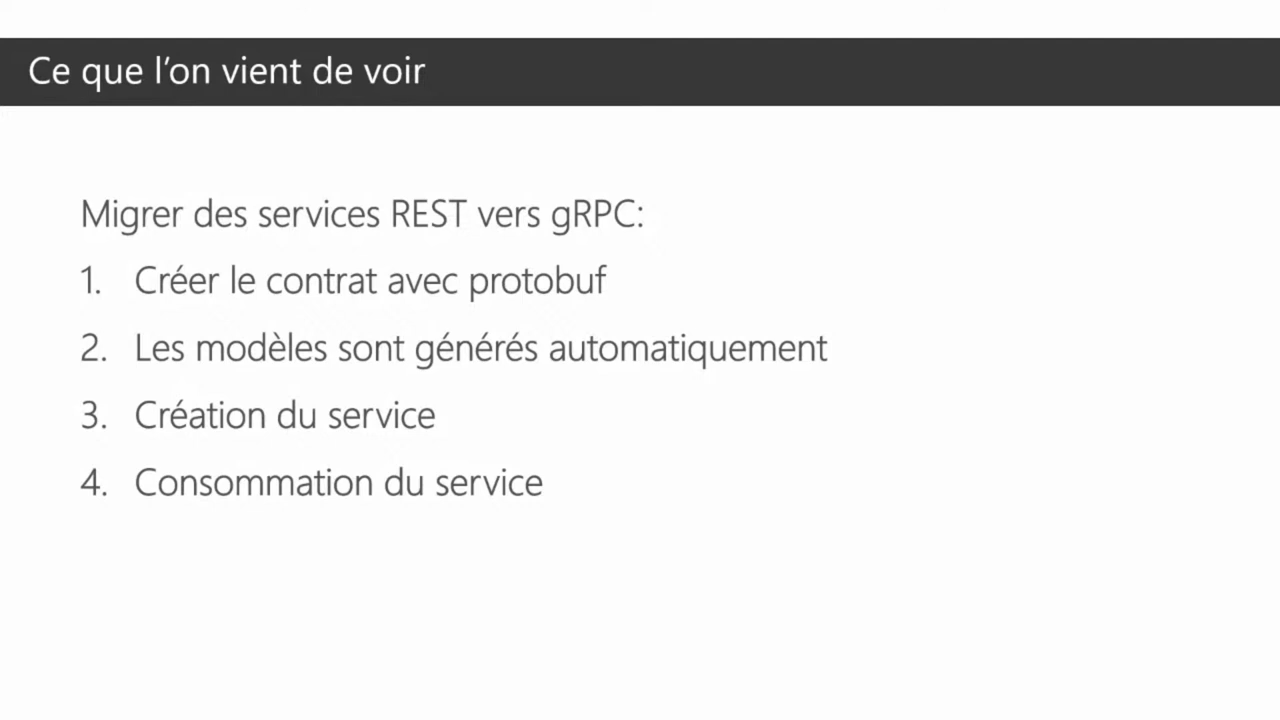 Ce que l’on vient de voir
Migrer des services REST vers gRPC:
1. Créer le contrat avec protobuf
2. Les modèles sont générés automatiquement
3. Création du service
4. Consommation du service